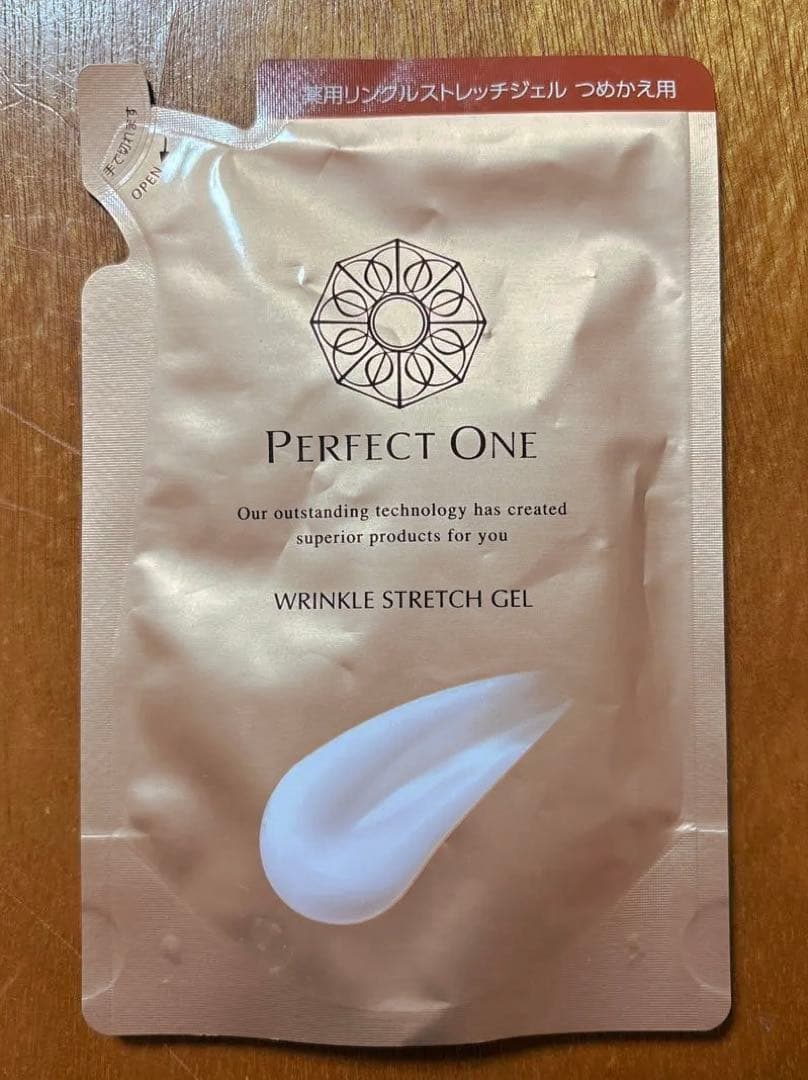 薬用リンクルストレッチジェル つめかえ用
手で切れます
OPEN
PERFECT ONE
Our outstanding technology has created
superior products for you
WRINKLE STRETCH GEL